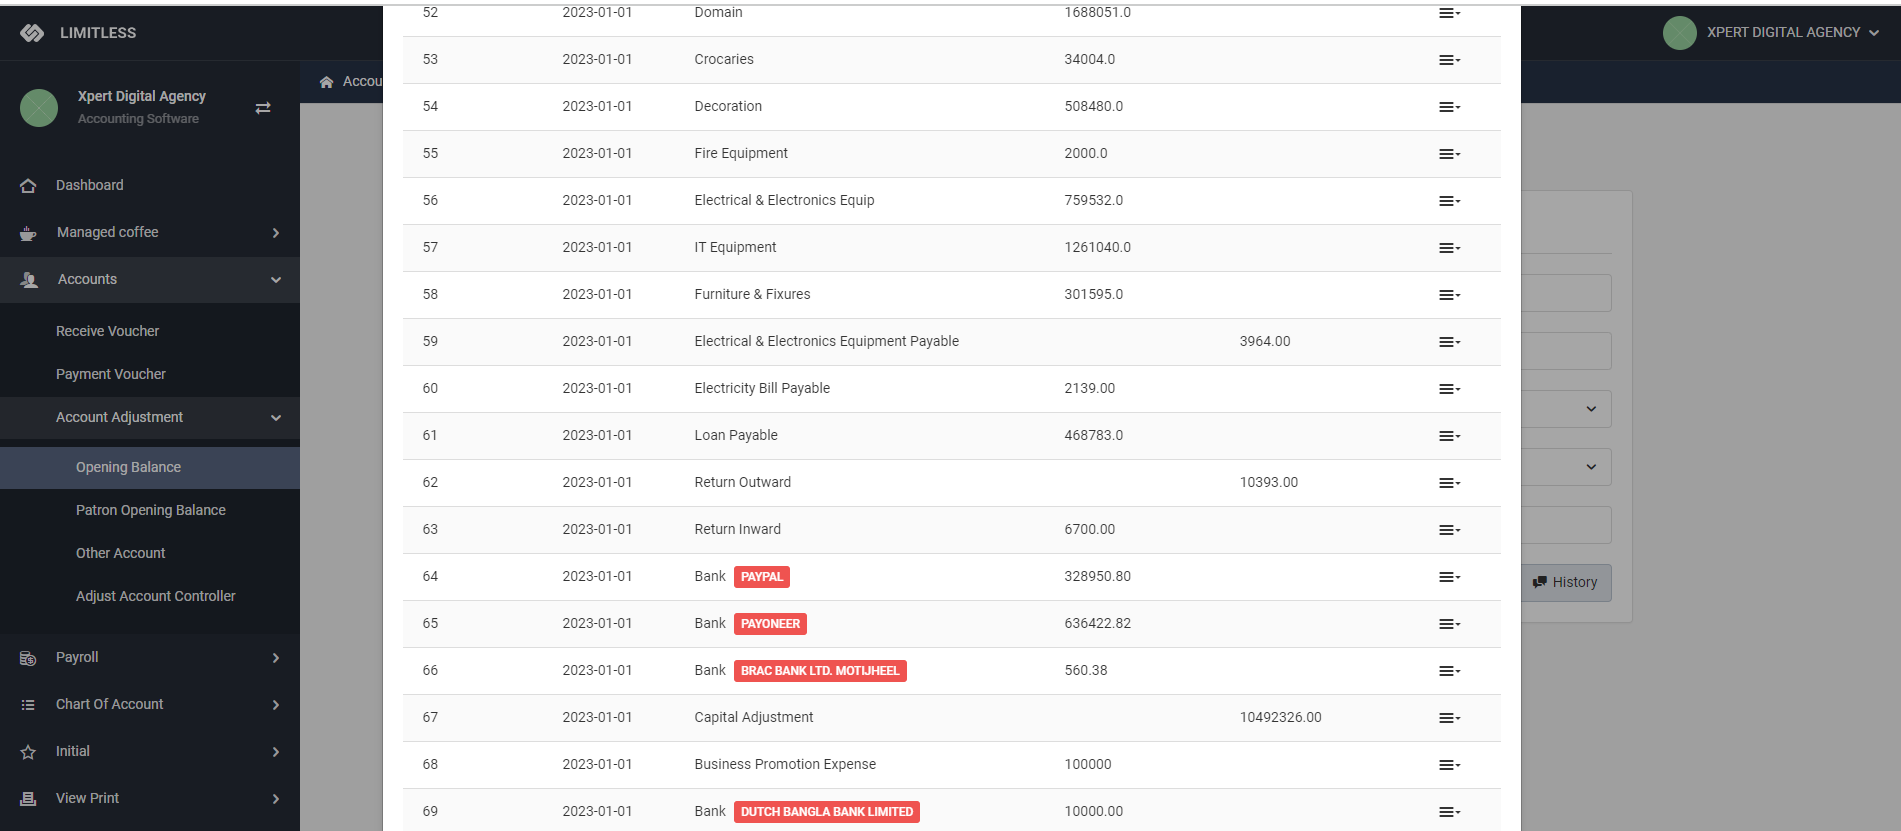 LIMITLESS
XPERT DIGITAL AGENCY
Xpert Digital Agency
Accounting Software
Dashboard
Managed coffee
Accounts
Receive Voucher
Payment Voucher
Account Adjustment
Opening Balance
Patron Opening Balance
Other Account
Adjust Account Controller
Payroll
Chart Of Account
Initial
View Print
Accou
52 2023-01-01 Domain 1688051.0
53 2023-01-01 Crocaries 34004.0
54 2023-01-01 Decoration 508480.0
55 2023-01-01 Fire Equipment 2000.0
56 2023-01-01 Electrical & Electronics Equip 759532.0
57 2023-01-01 IT Equipment 1261040.0
58 2023-01-01 Furniture & Fixures 301595.0
59 2023-01-01 Electrical & Electronics Equipment Payable 3964.00
60 2023-01-01 Electricity Bill Payable 2139.00
61 2023-01-01 Loan Payable 468783.0
62 2023-01-01 Return Outward 10393.00
63 2023-01-01 Return Inward 6700.00
64 2023-01-01 Bank PAYPAL 328950.80
65 2023-01-01 Bank PAYONEER 636422.82
66 2023-01-01 Bank BRAC BANK LTD. MOTIJHEEL 560.38
67 2023-01-01 Capital Adjustment 10492326.00
68 2023-01-01 Business Promotion Expense 100000
69 2023-01-01 Bank DUTCH BANGLA BANK LIMITED 10000.00
History